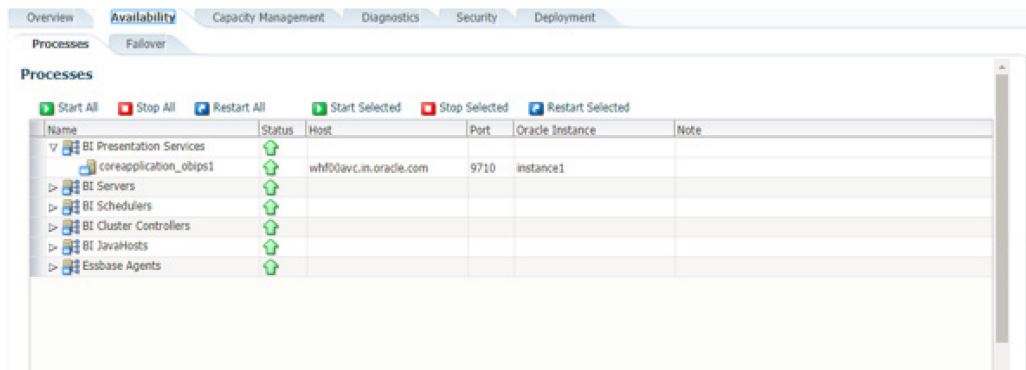 Overview Availability Capacity Management Diagnostics Security Deployment
Processes Failover
Processes
Start All Stop All Restart All Start Selected Stop Selected Restart Selected
Name Status Host Port Oracle Instance Note
BI Presentation Services
coreapplication_obips1 whf00avc.in.oracle.com 9710 instance1
BI Servers
BI Schedulers
BI Cluster Controllers
BI JavaHosts
Essbase Agents